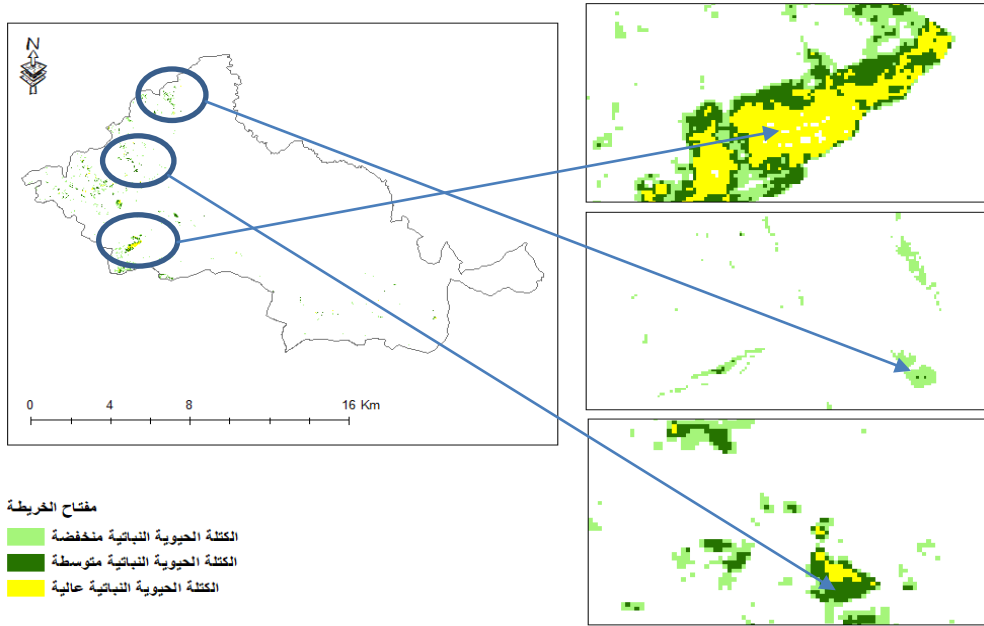 N
0 4 8 16 Km
مفتاح الخريطة
الكتلة الحيوية النباتية منخفضة
الكتلة الحيوية النباتية متوسطة
الكتلة الحيوية النباتية عالية